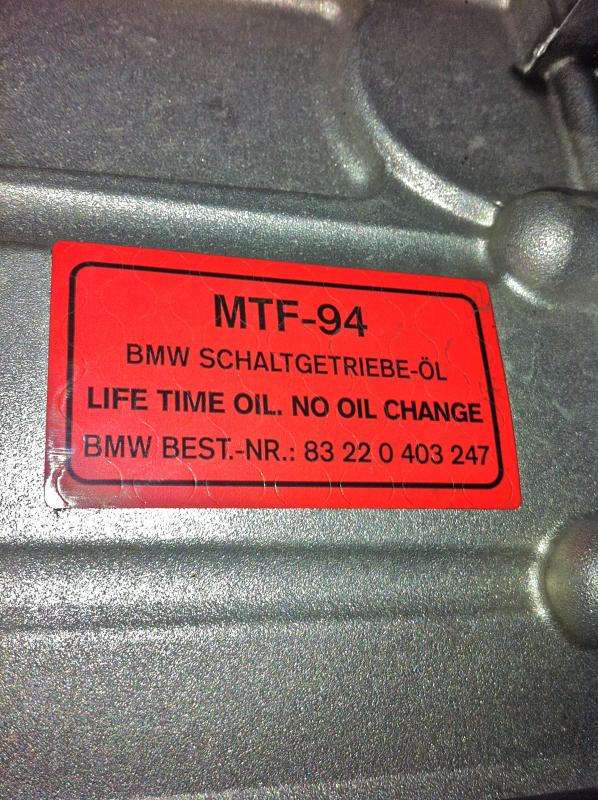 MTF-94
BMW SCHALTGETRIEBE-ÖL
LIFE TIME OIL. NO OIL CHANGE
BMW BEST.-NR.: 83 22 0 403 247